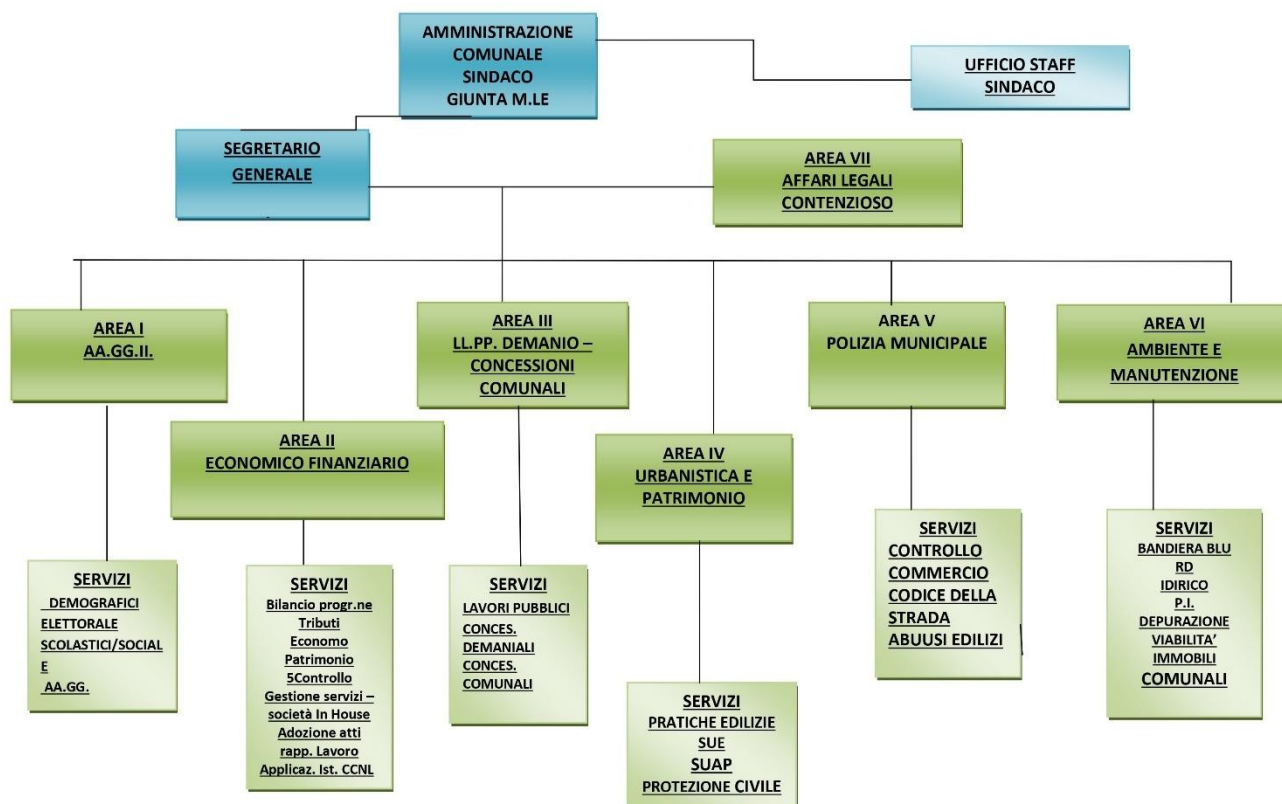 AMMINISTRAZIONE
COMUNALE
SINDACO
GIUNTA M.LE
UFFICIO STAFF
SINDACO
SEGRETARIO
GENERALE
AREA VII
AFFARI LEGALI
CONTENZIOSO
AREA I
AA.GG.II.
AREA II
ECONOMICO FINANZIARIO
AREA III
LL.PP. DEMANIO –
CONCESSIONI
COMUNALI
AREA IV
URBANISTICA E
PATRIMONIO
AREA V
POLIZIA MUNICIPALE
AREA VI
AMBIENTE E
MANUTENZIONE
SERVIZI
DEMOGRAFICI
ELETTORALE
SCOLASTICI/SOCIAL
E
AA.GG.
SERVIZI
Bilancio progr.ne
Tributi
Economo
Patrimonio
5Controllo
Gestione servizi –
società In House
Adozione atti
rapp. Lavoro
Applicaz. Ist. CCNL
SERVIZI
LAVORI PUBBLICI
CONCES.
DEMANIALI
CONCES.
COMUNALI
SERVIZI
PRATICHE EDILIZIE
SUE
SUAP
PROTEZIONE CIVILE
SERVIZI
CONTROLLO
COMMERCIO
CODICE DELLA
STRADA
ABUUSI EDILIZI
SERVIZI
BANDIERA BLU
RD
IDIRICO
P.I.
DEPURAZIONE
VIABILITA’
IMMOBILI
COMUNALI